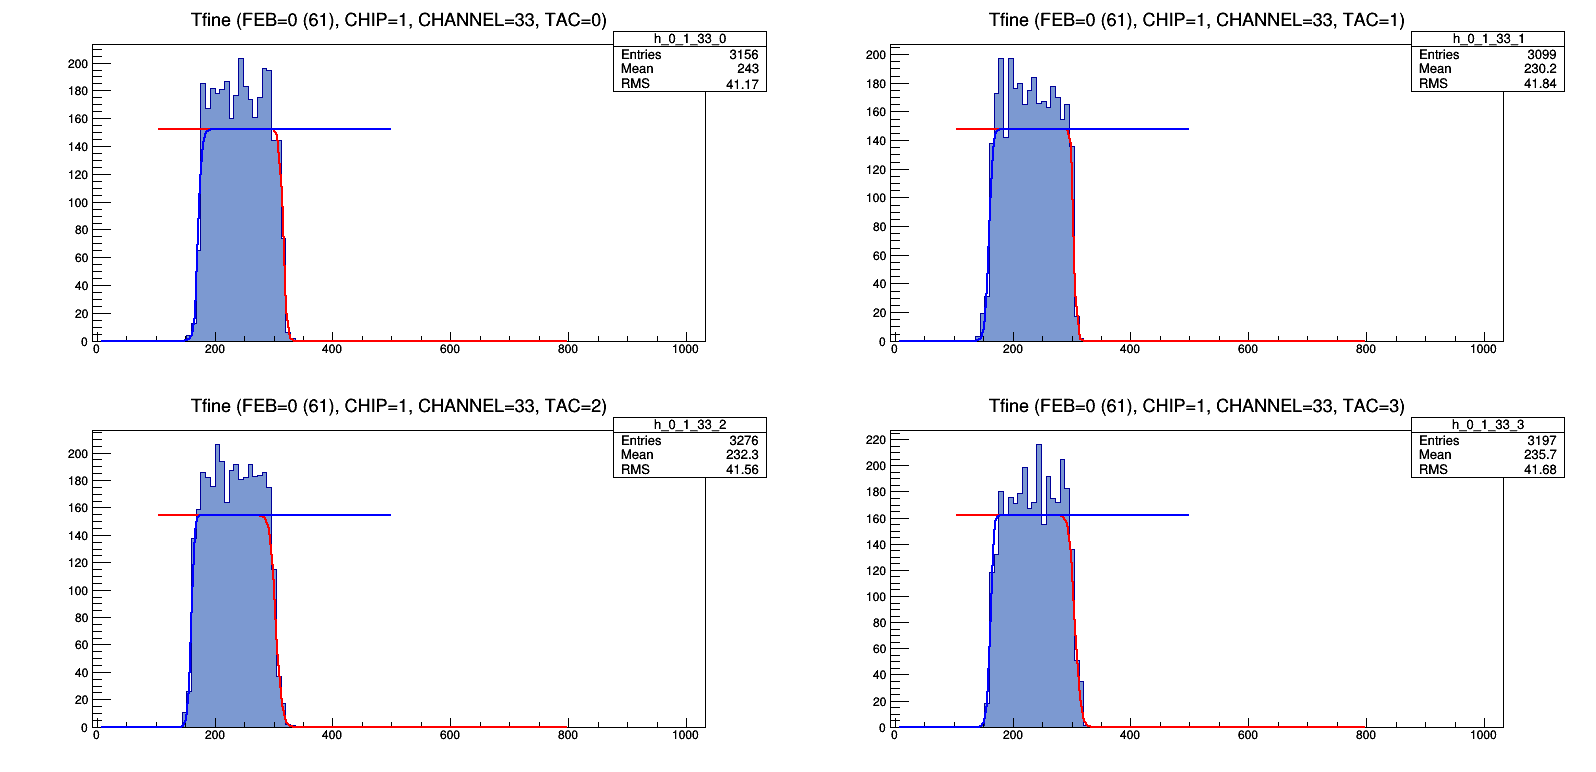 Tfine (FEB=0 (61), CHIP=1, CHANNEL=33, TAC=0)
h_0_1_33_0
Entries 3156
Mean 243
RMS 41.17
200
180
160
140
120
100
80
60
40
20
0
0 200 400 600 800 1000
Tfine (FEB=0 (61), CHIP=1, CHANNEL=33, TAC=1)
h_0_1_33_1
Entries 3099
Mean 230.2
RMS 41.84
200
180
160
140
120
100
80
60
40
20
0
0 200 400 600 800 1000
Tfine (FEB=0 (61), CHIP=1, CHANNEL=33, TAC=2)
h_0_1_33_2
Entries 3276
Mean 232.3
RMS 41.56
200
180
160
140
120
100
80
60
40
20
0
0 200 400 600 800 1000
Tfine (FEB=0 (61), CHIP=1, CHANNEL=33, TAC=3)
h_0_1_33_3
Entries 3197
Mean 235.7
RMS 41.68
220
200
180
160
140
120
100
80
60
40
20
0
0 200 400 600 800 1000